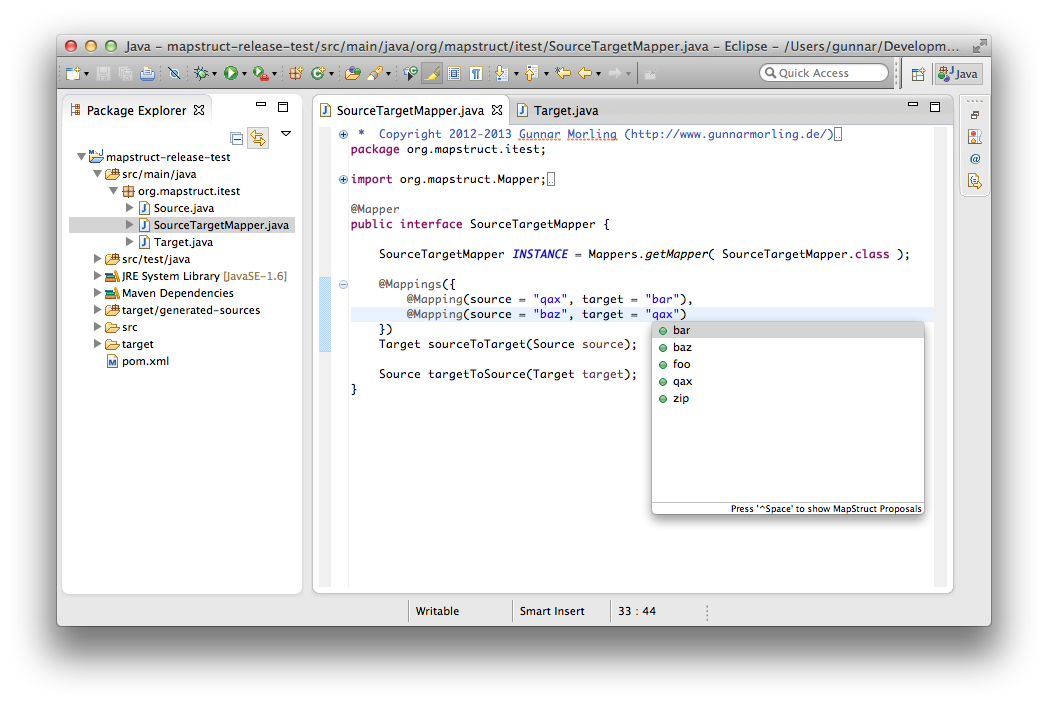 Java – mapstruct-release-test/src/main/java/org/mapstruct/itest/SourceTargetMapper.java – Eclipse – /Users/gunnar/Developm...
Quick Access
Java
Package Explorer
mapstruct-release-test
src/main/java
org.mapstruct.itest
Source.java
SourceTargetMapper.java
Target.java
src/test/java
JRE System Library [JavaSE-1.6]
Maven Dependencies
target/generated-sources
src
target
pom.xml
SourceTargetMapper.java
Target.java
* Copyright 2012-2013 Gunnar Morling (http://www.gunnarmorling.de/)
package org.mapstruct.itest;
import org.mapstruct.Mapper;
@Mapper
public interface SourceTargetMapper {
SourceTargetMapper INSTANCE = Mappers.getMapper( SourceTargetMapper.class );
@Mappings({
@Mapping(source = "qax", target = "bar"),
@Mapping(source = "baz", target = "qax")
})
Target sourceToTarget(Source source);
Source targetToSource(Target target);
}
bar
baz
foo
qax
zip
Press '^Space' to show MapStruct Proposals
Writable
Smart Insert
33 : 44